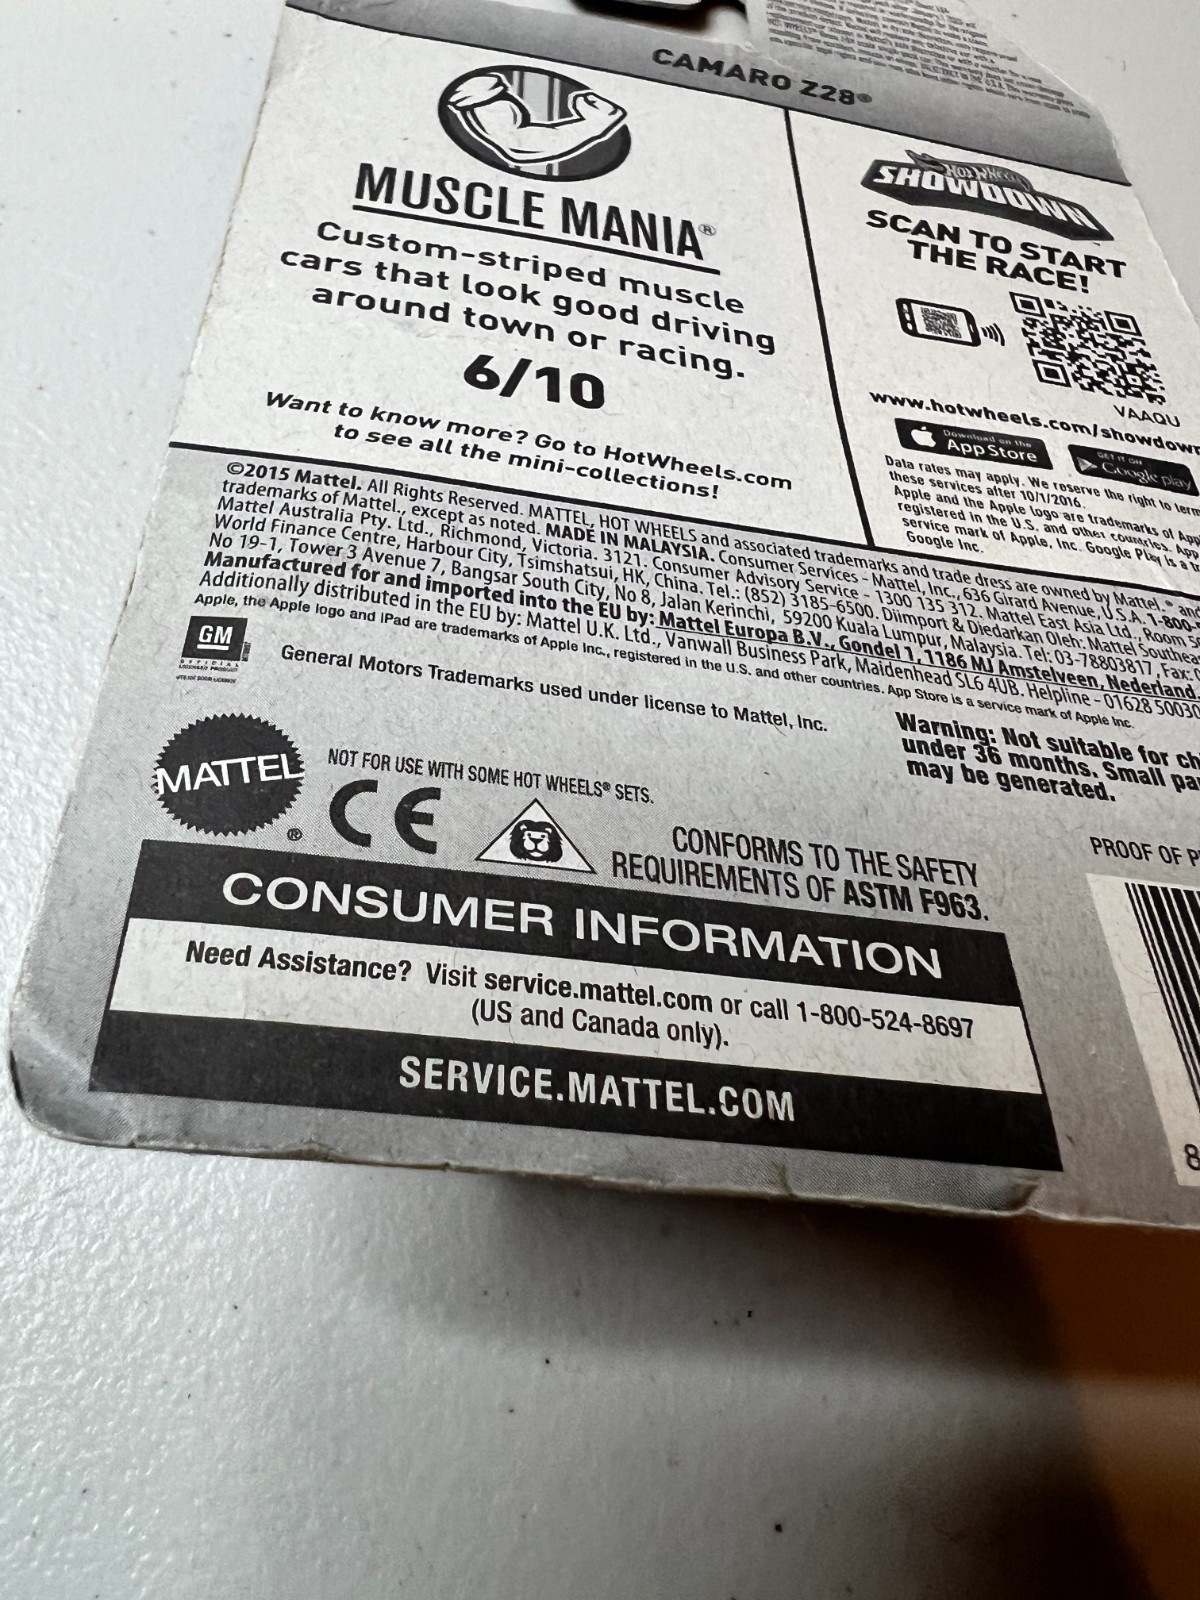 CAMARO Z28®
MUSCLE MANIA®
Custom-striped muscle
cars that look good driving
around town or racing.
6/10
Want to know more? Go to HotWheels.com
to see all the mini-collections!
HOT WHEELS
SHOWDOWN
SCAN TO START
THE RACE!
VAAQU
www.hotwheels.com/showdown
Download on the
App Store
GET IT ON
Google play
Data rates may apply. We reserve the right to term
these services after 10/1/2016.
Apple and the Apple logo are trademarks of Appl
registered in the U.S. and other countries. App
service mark of Apple, Inc. Google Play is a tr
Google Inc.
©2015 Mattel. All Rights Reserved. MATTEL, HOT WHEELS and associated trademarks and trade dress are owned by Mattel.® and
trademarks of Mattel., except as noted. MADE IN MALAYSIA. Consumer Services - Mattel, Inc., 636 Girard Avenue, U.S.A. 1-800-
Mattel Australia Pty. Ltd., Richmond, Victoria. 3121. Consumer Advisory Service - 1300 135 312. Mattel East Asia Ltd., Room
World Finance Centre, Harbour City, Tsimshatsui, HK, China. Tel.: (852) 3185-6500. Diimport & Diedarkan Oleh: Mattel Southeas
No 19-1, Tower 3 Avenue 7, Bangsar South City, No 8, Jalan Kerinchi, 59200 Kuala Lumpur, Malaysia. Tel: 03-78803817, Fax:
Manufactured for and imported into the EU by: Mattel Europa B.V., Gondel 1, 1186 MJ Amstelveen, Nederland.
Additionally distributed in the EU by: Mattel U.K. Ltd., Vanwall Business Park, Maidenhead SL6 4UB. Helpline - 01628 50030
Apple, the Apple logo and iPad are trademarks of Apple Inc., registered in the U.S. and other countries. App Store is a service mark of Apple Inc.
GM
OFFICIAL
General Motors Trademarks used under license to Mattel, Inc.
Warning: Not suitable for ch
under 36 months. Small pa
may be generated.
MATTEL
®
NOT FOR USE WITH SOME HOT WHEELS® SETS.
CE
CONFORMS TO THE SAFETY
REQUIREMENTS OF ASTM F963.
PROOF OF P
CONSUMER INFORMATION
Need Assistance? Visit service.mattel.com or call 1-800-524-8697
(US and Canada only).
SERVICE.MATTEL.COM
8